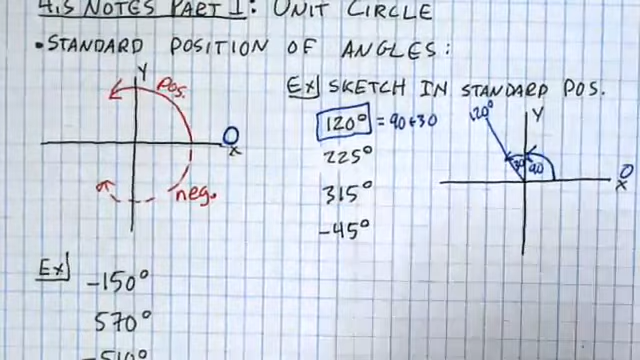 4.3 NOTES PART I: UNIT CIRCLE
• STANDARD POSITION OF ANGLES:
Y
Pos.
0
X
neg.
Ex] SKETCH IN STANDARD POS.
120° = 90+30
225°
315°
-45°
120°
Y
30
90
0
X
Ex] -150°
570°
-510°